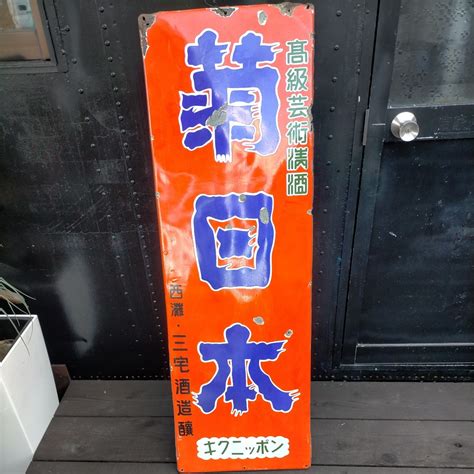 髙級芸術清酒
菊日本
西灘・三宅酒造醸
キクニッポン